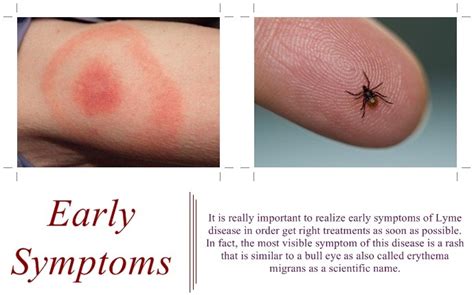 Early
Symptoms
It is really important to realize early symptoms of Lyme
disease in order get right treatments as soon as possible.
In fact, the most visible symptom of this disease is a rash
that is similar to a bull eye as also called erythema
migrans as a scientific name.